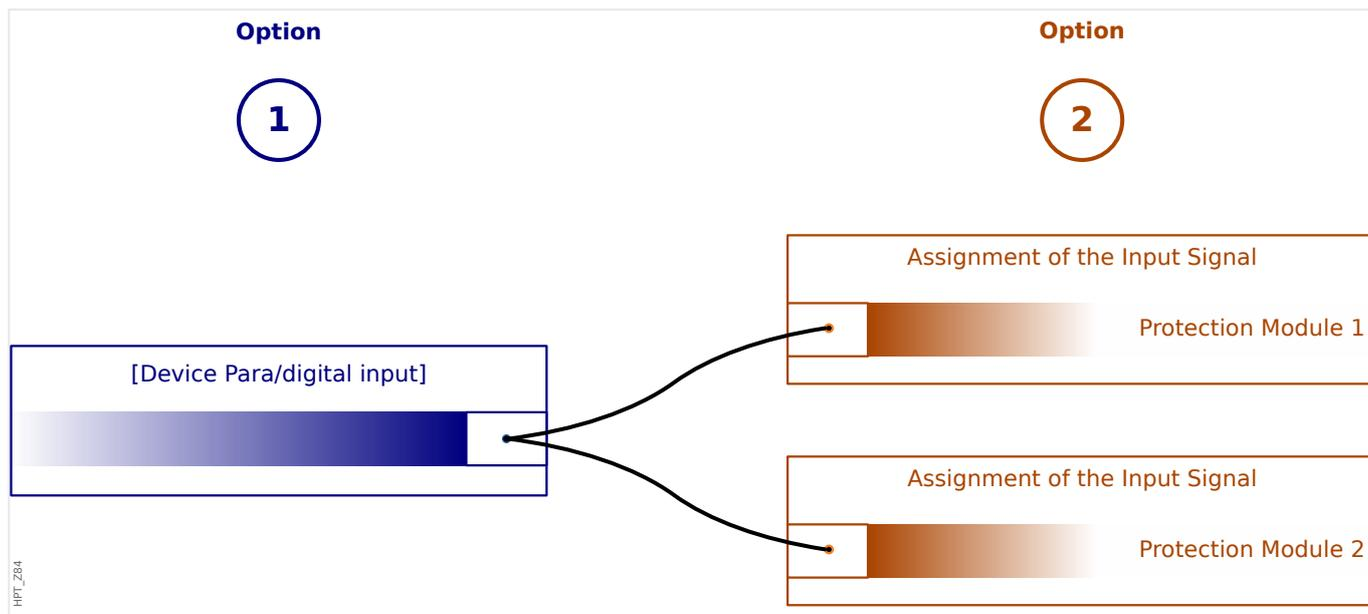 Option
1
[Device Para/digital input]
Option
2
Assignment of the Input Signal
Protection Module 1
Assignment of the Input Signal
Protection Module 2
HPT_Z84